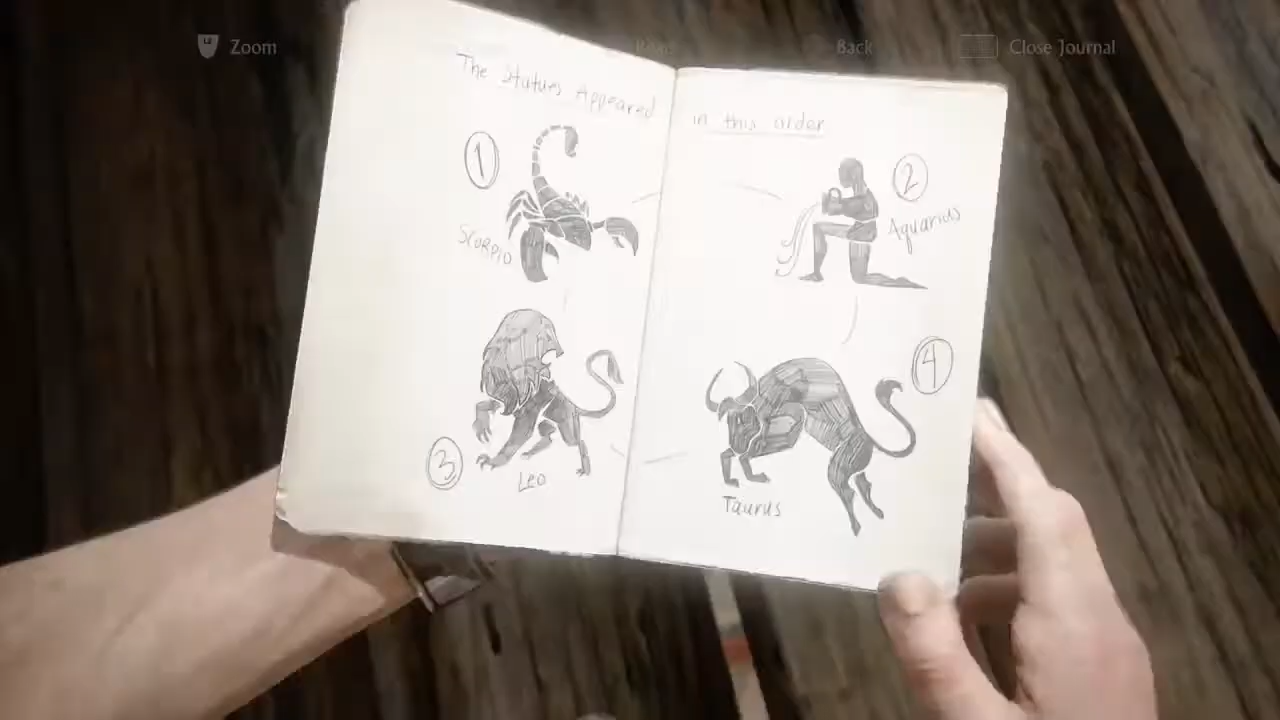 Zoom
Back
Close Journal
The Statues Appeared in this order
1
2
Scorpio
Aquarius
3
4
Leo
Taurus